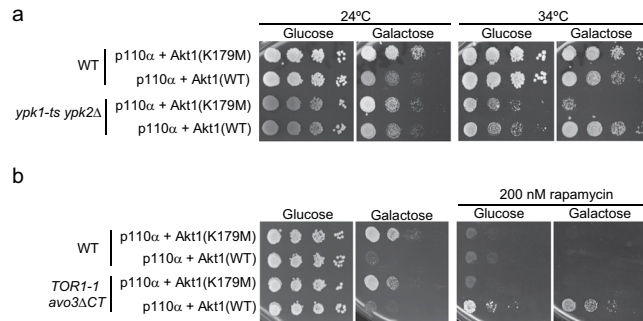 a
24ºC 34ºC
Glucose Galactose Glucose Galactose
WT
p110α + Akt1(K179M)
p110α + Akt1(WT)
ypk1-ts ypk2Δ
p110α + Akt1(K179M)
p110α + Akt1(WT)
b
200 nM rapamycin
Glucose Galactose Glucose Galactose
WT
p110α + Akt1(K179M)
p110α + Akt1(WT)
TOR1-1
avo3ΔCT
p110α + Akt1(K179M)
p110α + Akt1(WT)